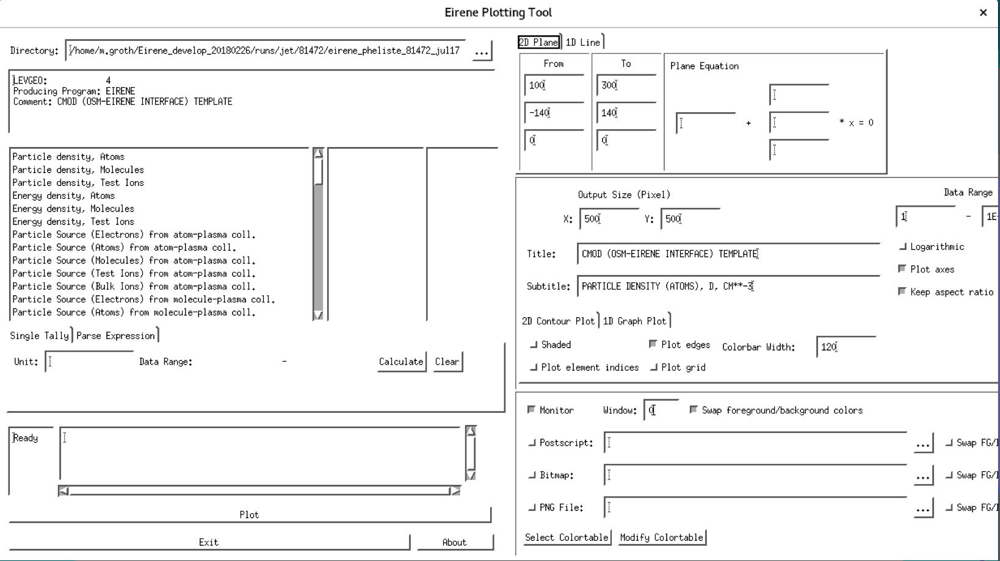 Eirene Plotting Tool
Directory: /home/m.groth/Eirene_develop_20180226/runs/jet/81472/eirene_pheliste_81472_jul17 ...
LEVGEO: 4
Producing Program: EIRENE
Comment: CMOD (OSM-EIRENE INTERFACE) TEMPLATE
Particle density, Atoms
Particle density, Molecules
Particle density, Test Ions
Energy density, Atoms
Energy density, Molecules
Energy density, Test Ions
Particle Source (Electrons) from atom-plasma coll.
Particle Source (Atoms) from atom-plasma coll.
Particle Source (Molecules) from atom-plasma coll.
Particle Source (Test Ions) from atom-plasma coll.
Particle Source (Bulk Ions) from atom-plasma coll.
Particle Source (Electrons) from molecule-plasma coll.
Particle Source (Atoms) from molecule-plasma coll.
Single Tally Parse Expression
Unit: Data Range: - Calculate Clear
Ready
Plot
Exit About
2D Plane 1D Line
From To Plane Equation
100 300
-140 140
0 0
+ * x = 0
Output Size (Pixel) Data Range
X: 500 Y: 500 1 - 1E
Title: CMOD (OSM-EIRENE INTERFACE) TEMPLATE Logarithmic
Plot axes
Subtitle: PARTICLE DENSITY (ATOMS), D, CM**-3 Keep aspect ratio
2D Contour Plot 1D Graph Plot
Shaded Plot edges Colorbar Width: 120
Plot element indices Plot grid
Monitor Window: 0 Swap foreground/background colors
Postscript: ... Swap FG/
Bitmap: ... Swap FG/
PNG File: ... Swap FG/
Select Colortable Modify Colortable